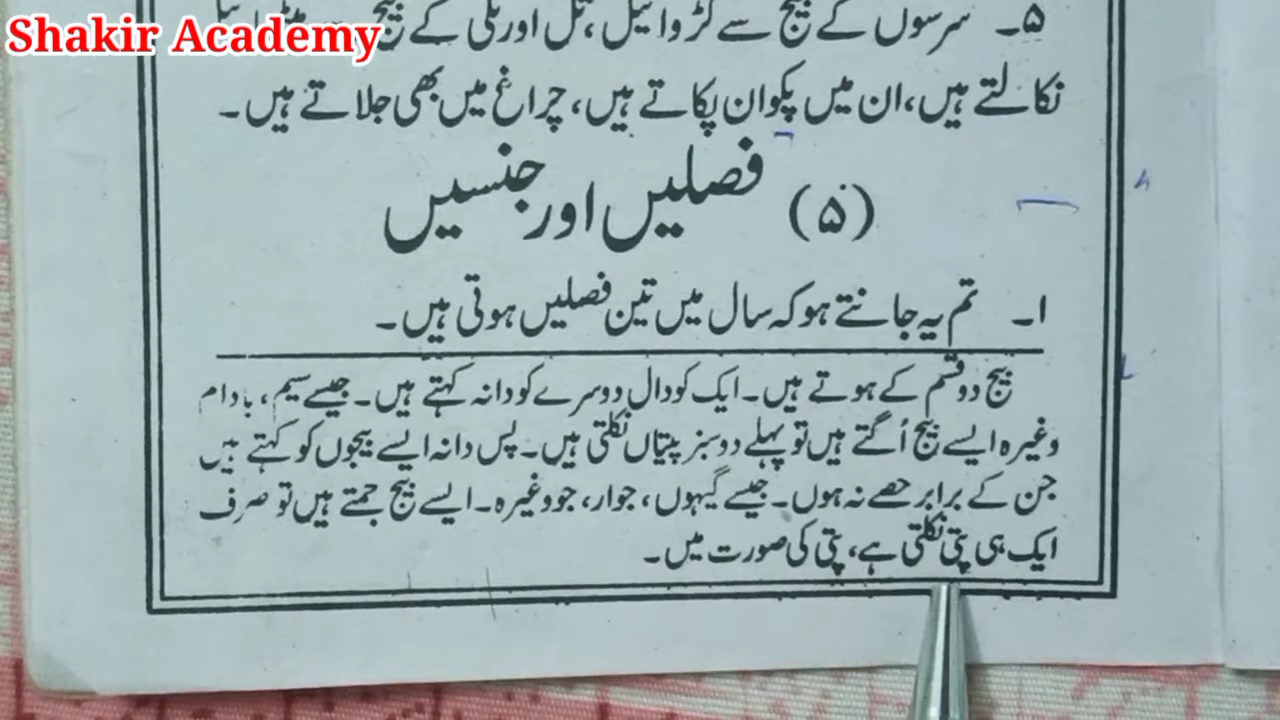 Shakir Academy
۵۔ سرسوں کے بیج سے کڑوا تیل، تل اور تلی کے بیج سے
نکالتے ہیں، ان میں پکوان پکاتے ہیں، چراغ میں بھی جلاتے ہیں۔
(۵) فصلیں اور جنسیں
۱۔ تم یہ جانتے ہو کہ سال میں تین فصلیں ہوتی ہیں۔
بیج دو قسم کے ہوتے ہیں۔ ایک کو دال دوسرے کو دانہ کہتے ہیں۔ جیسے سیم، بادام
وغیرہ ایسے بیج اُگتے ہیں تو پہلے دو سبز پتیاں نکلتی ہیں۔ پس دانہ ایسے بیجوں کو کہتے ہیں
جن کے برابر حصے نہ ہوں۔ جیسے گیہوں، جوار، جو وغیرہ۔ ایسے بیج جمتے ہیں تو صرف
ایک ہی پتی نکلتی ہے، پتی کی صورت میں۔